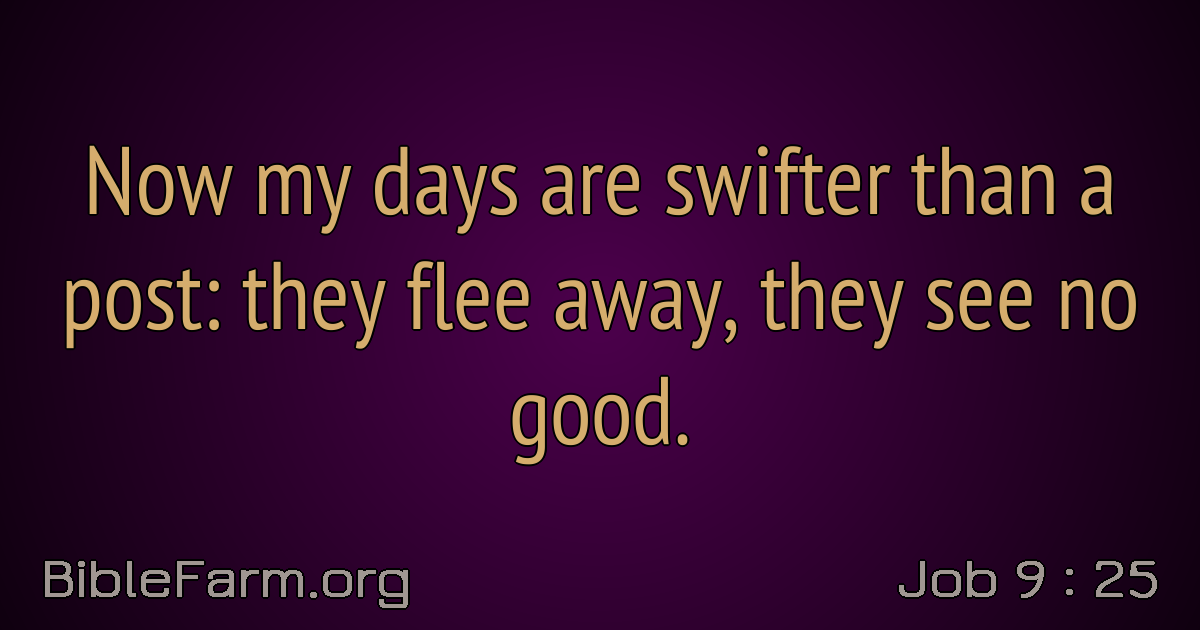 Now my days are swifter than a
post: they flee away, they see no
good.
BibleFarm.org
Job 9 : 25